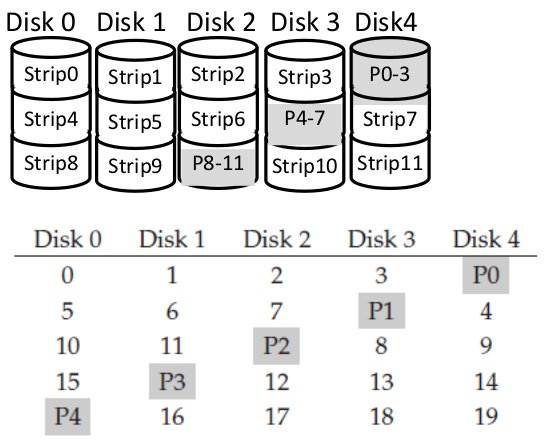 Disk 0 Disk 1 Disk 2 Disk 3 Disk4
Strip0 Strip1 Strip2 Strip3 P0-3
Strip4 Strip5 Strip6 P4-7 Strip7
Strip8 Strip9 P8-11 Strip10 Strip11
Disk 0 Disk 1 Disk 2 Disk 3 Disk 4
0 1 2 3 P0
5 6 7 P1 4
10 11 P2 8 9
15 P3 12 13 14
P4 16 17 18 19